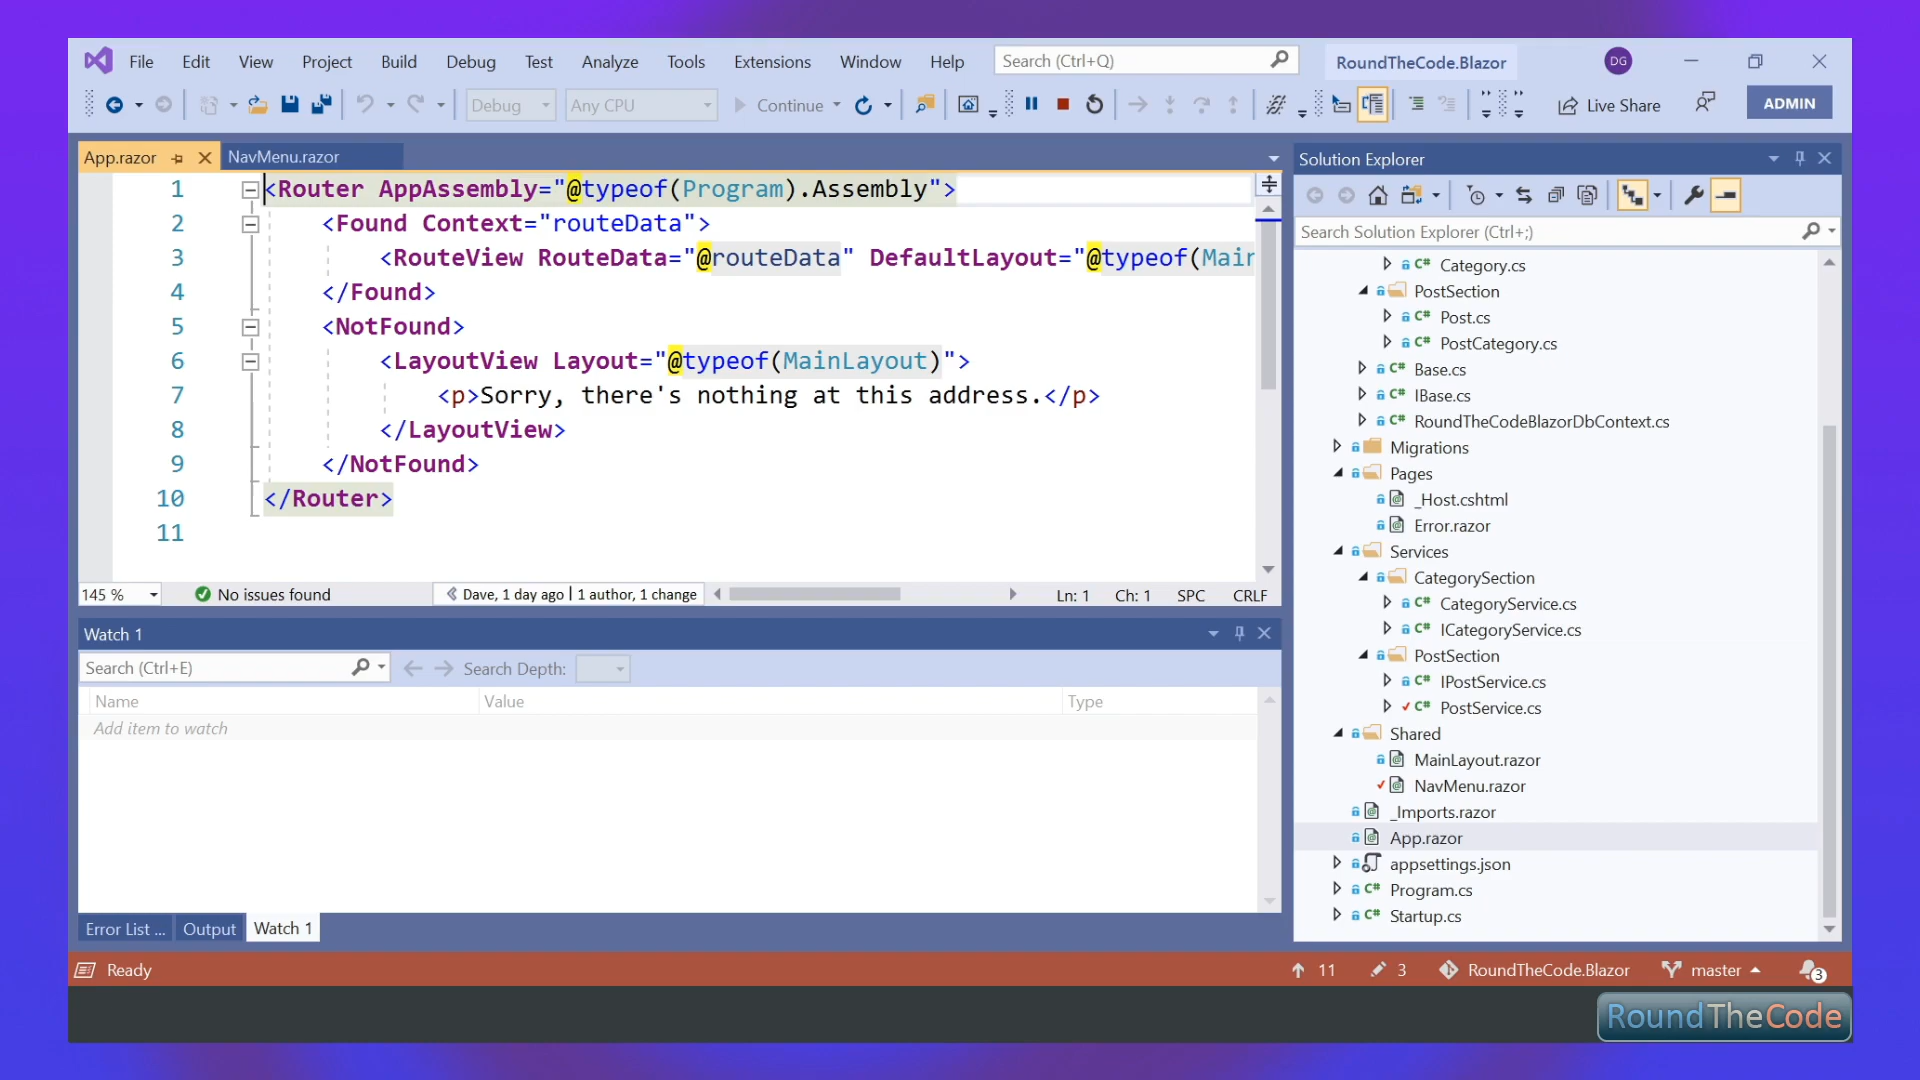 File Edit View Project Build Debug Test Analyze Tools Extensions Window Help Search (Ctrl+Q) RoundTheCode.Blazor DG
Debug Any CPU Continue Live Share ADMIN
App.razor NavMenu.razor
1 <Router AppAssembly="@typeof(Program).Assembly">
2 <Found Context="routeData">
3 <RouteView RouteData="@routeData" DefaultLayout="@typeof(Mair
4 </Found>
5 <NotFound>
6 <LayoutView Layout="@typeof(MainLayout)">
7 <p>Sorry, there's nothing at this address.</p>
8 </LayoutView>
9 </NotFound>
10 </Router>
11
145 % No issues found Dave, 1 day ago | 1 author, 1 change Ln: 1 Ch: 1 SPC CRLF
Watch 1
Search (Ctrl+E) Search Depth:
Name Value Type
Add item to watch
Error List ... Output Watch 1
Solution Explorer
Search Solution Explorer (Ctrl+;)
C# Category.cs
PostSection
C# Post.cs
C# PostCategory.cs
C# Base.cs
C# IBase.cs
C# RoundTheCodeBlazorDbContext.cs
Migrations
Pages
_Host.cshtml
Error.razor
Services
CategorySection
C# CategoryService.cs
C# ICategoryService.cs
PostSection
C# IPostService.cs
C# PostService.cs
Shared
MainLayout.razor
NavMenu.razor
_Imports.razor
App.razor
appsettings.json
C# Program.cs
C# Startup.cs
Ready 11 3 RoundTheCode.Blazor master 3
RoundTheCode